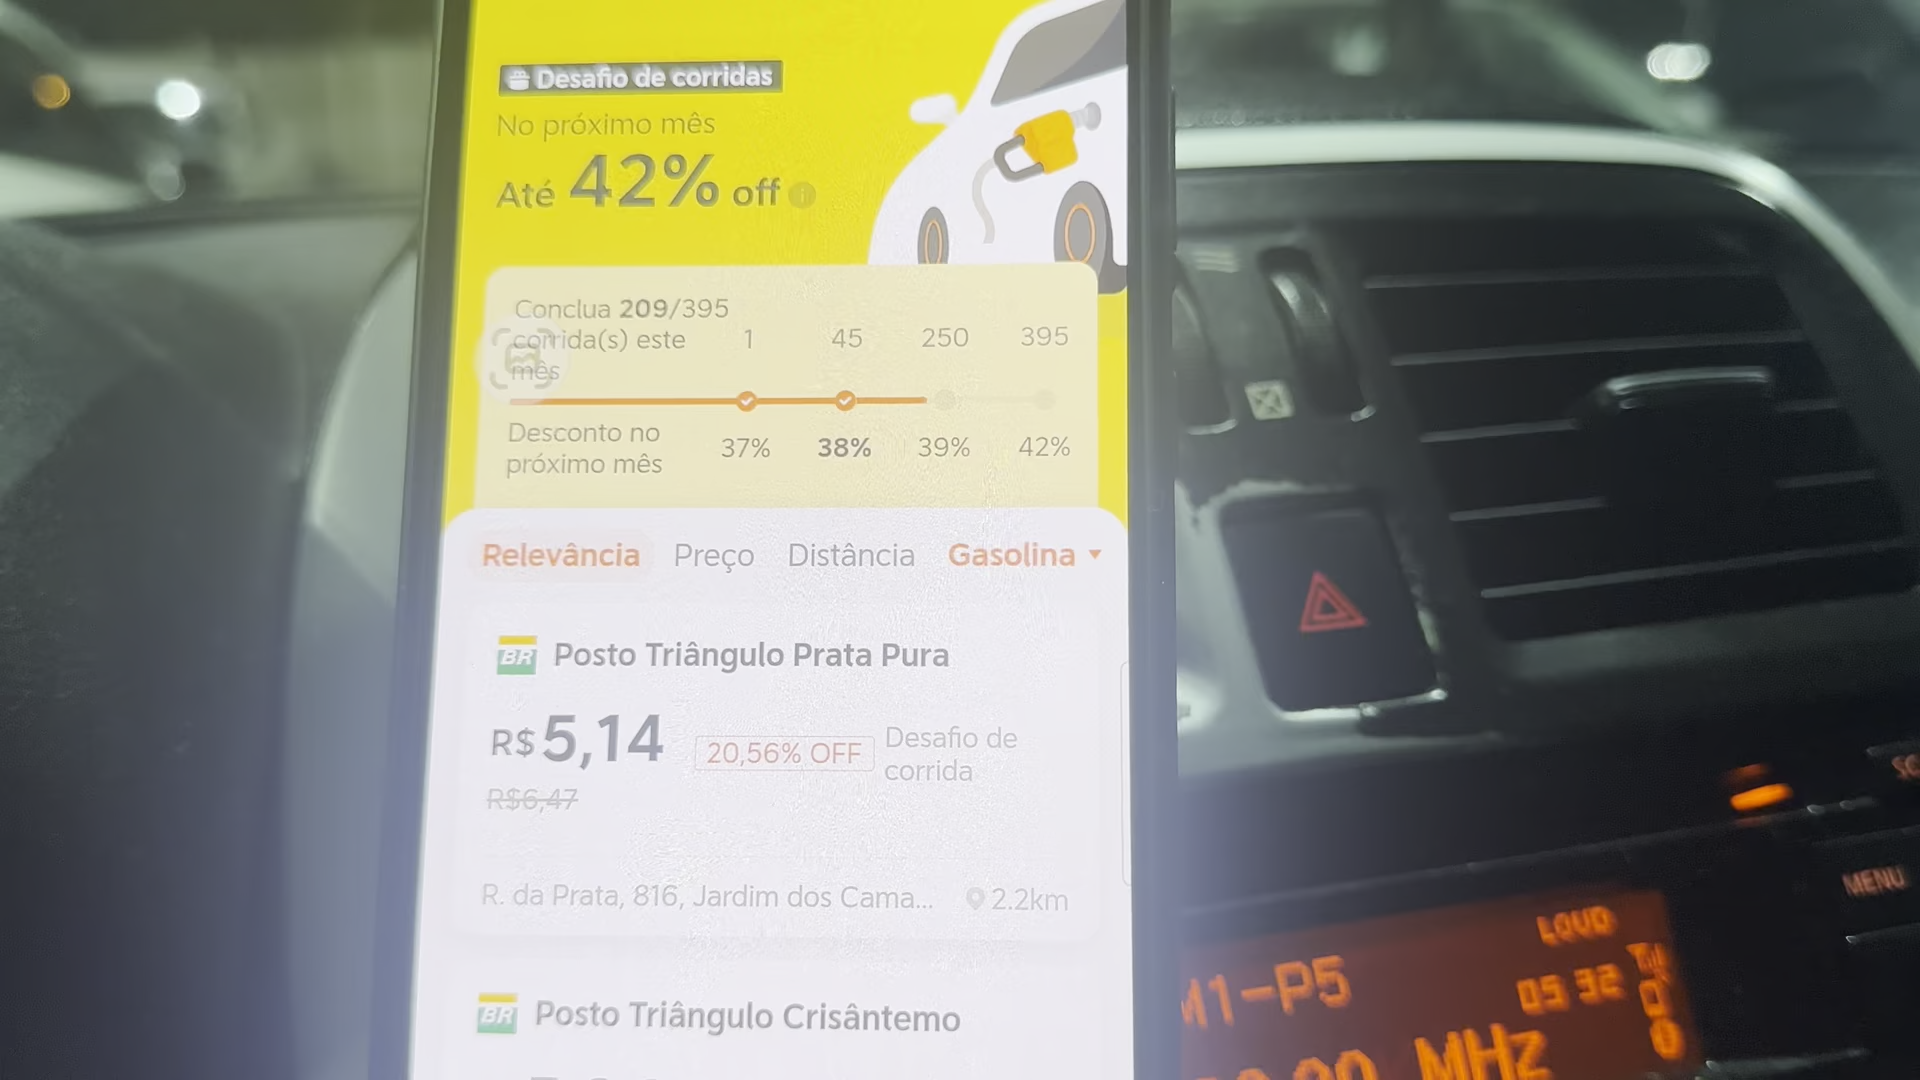 Desafio de corridas
No próximo mês
Até 42% off
Conclua 209/395
corrida(s) este
mês
1 45 250 395
Desconto no
próximo mês
37% 38% 39% 42%
Relevância Preço Distância Gasolina
BR Posto Triângulo Prata Pura
R$5,14 20,56% OFF
Desafio de
corrida
R$6,47
R. da Prata, 816, Jardim dos Cama... 2.2km
BR Posto Triângulo Crisântemo
SC
MENU
LOUD
M1-P5
MHz